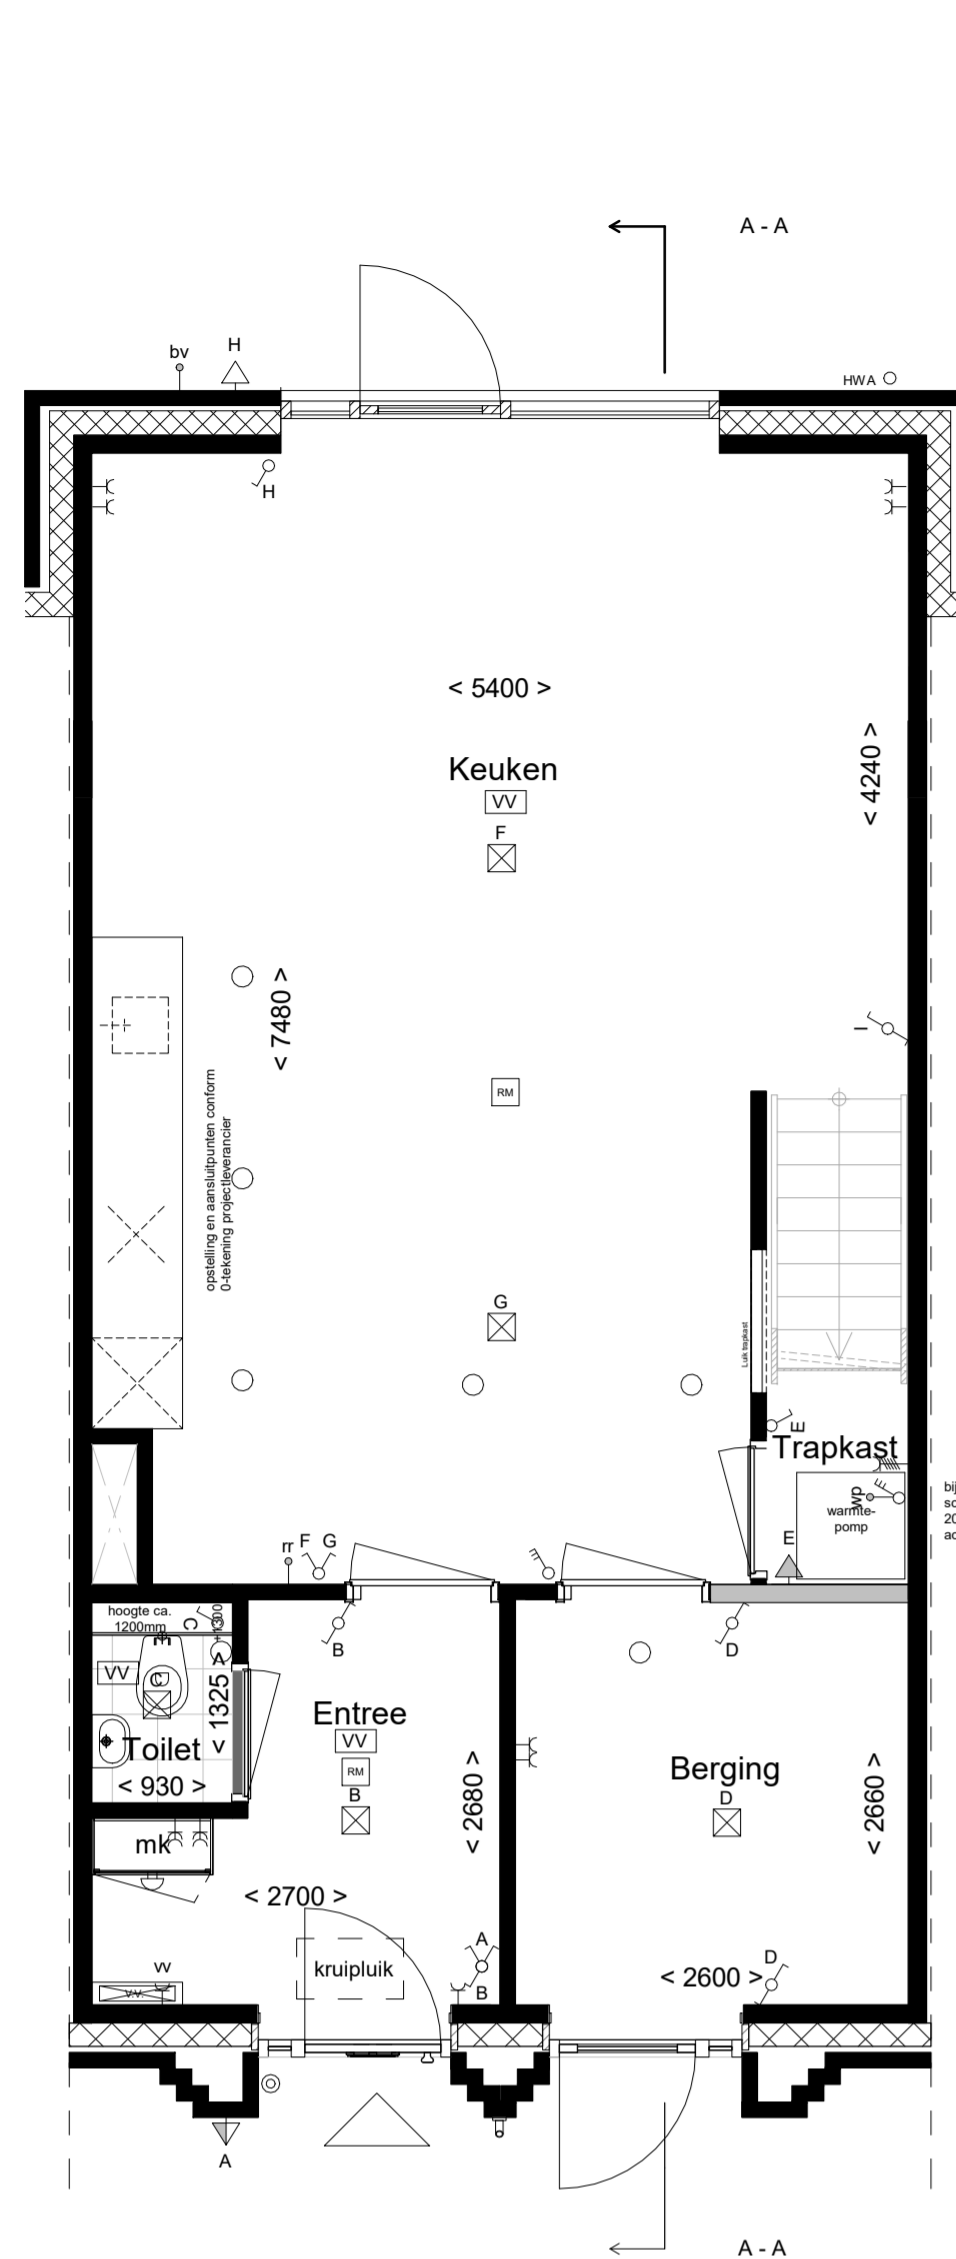 A - A
bv
H
HWA
H
< 5400 >
Keuken
VV
F
< 4240 >
< 7480 >
I
RM
opstelling en aansluitpunten conform
0-tekening projectleverancier
G
Luik trapkast
E
Trapkast
wp
warmte-
pomp
E
rr
F
G
hoogte ca.
1200mm
C
+1300
B
D
VV
C
< 1325 >
Toilet
< 930 >
Entree
VV
RM
B
< 2680 >
Berging
D
< 2660 >
mk
< 2700 >
A
B
kruipluik
vv
v.v.
D
< 2600 >
A
A - A